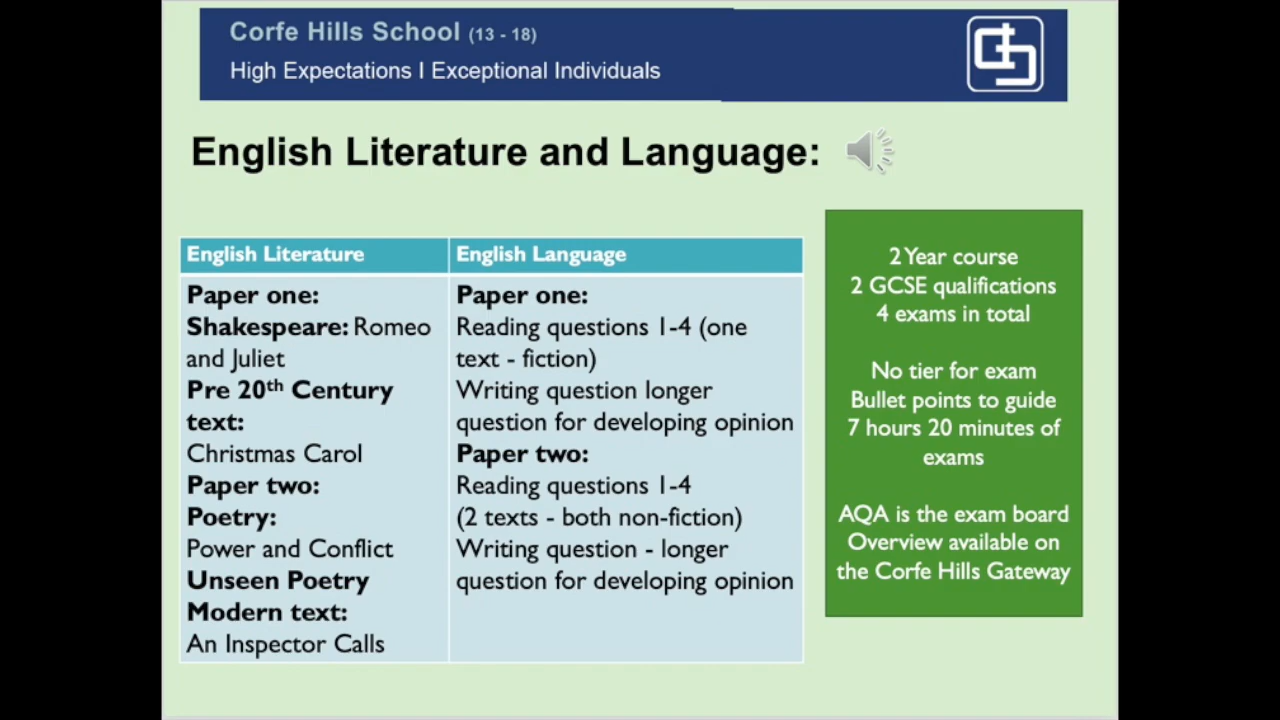 Corfe Hills School (13 - 18)
High Expectations I Exceptional Individuals
English Literature and Language:
English Literature
Paper one:
Shakespeare: Romeo
and Juliet
Pre 20th Century
text:
Christmas Carol
Paper two:
Poetry:
Power and Conflict
Unseen Poetry
Modern text:
An Inspector Calls
English Language
Paper one:
Reading questions 1-4 (one
text - fiction)
Writing question longer
question for developing opinion
Paper two:
Reading questions 1-4
(2 texts - both non-fiction)
Writing question - longer
question for developing opinion
2 Year course
2 GCSE qualifications
4 exams in total
No tier for exam
Bullet points to guide
7 hours 20 minutes of
exams
AQA is the exam board
Overview available on
the Corfe Hills Gateway